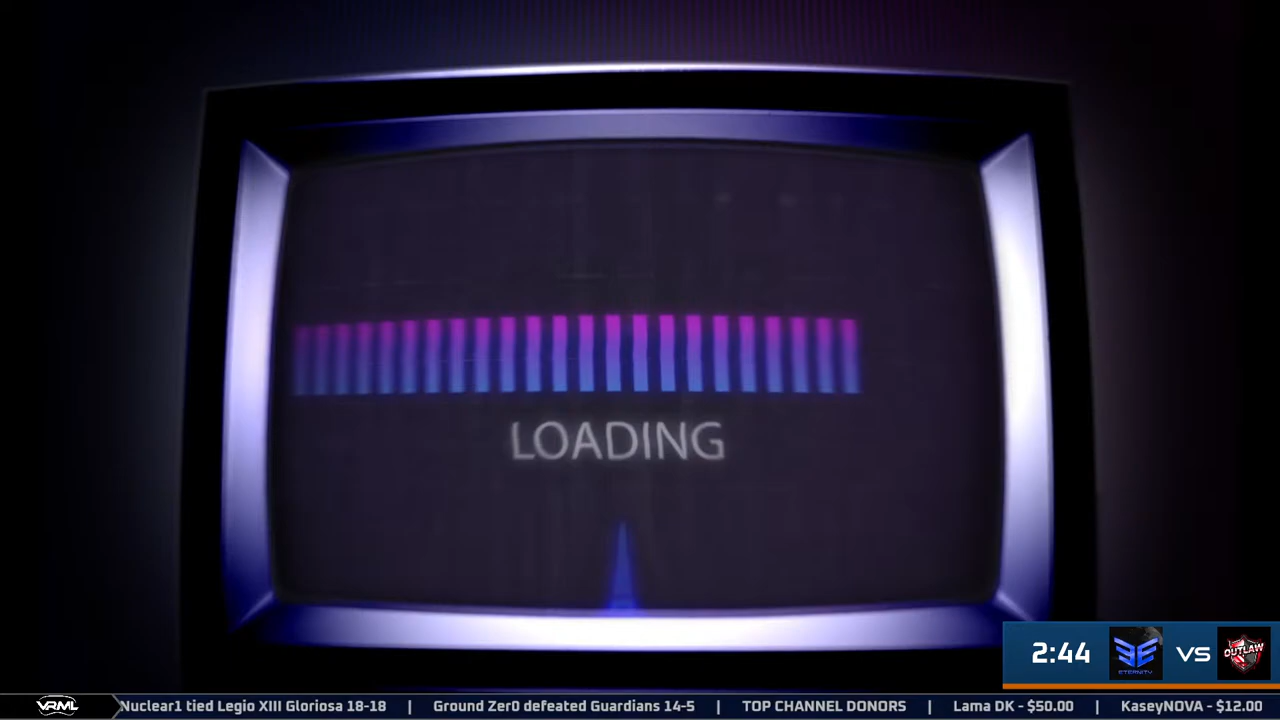 LOADING
2:44
ETERNITY
VS
OUTLAW
VRML
Nuclear1 tied Legio XIII Gloriosa 18-18 | Ground Zer0 defeated Guardians 14-5 | TOP CHANNEL DONORS | Lama DK - $50.00 | KaseyNOVA - $12.00